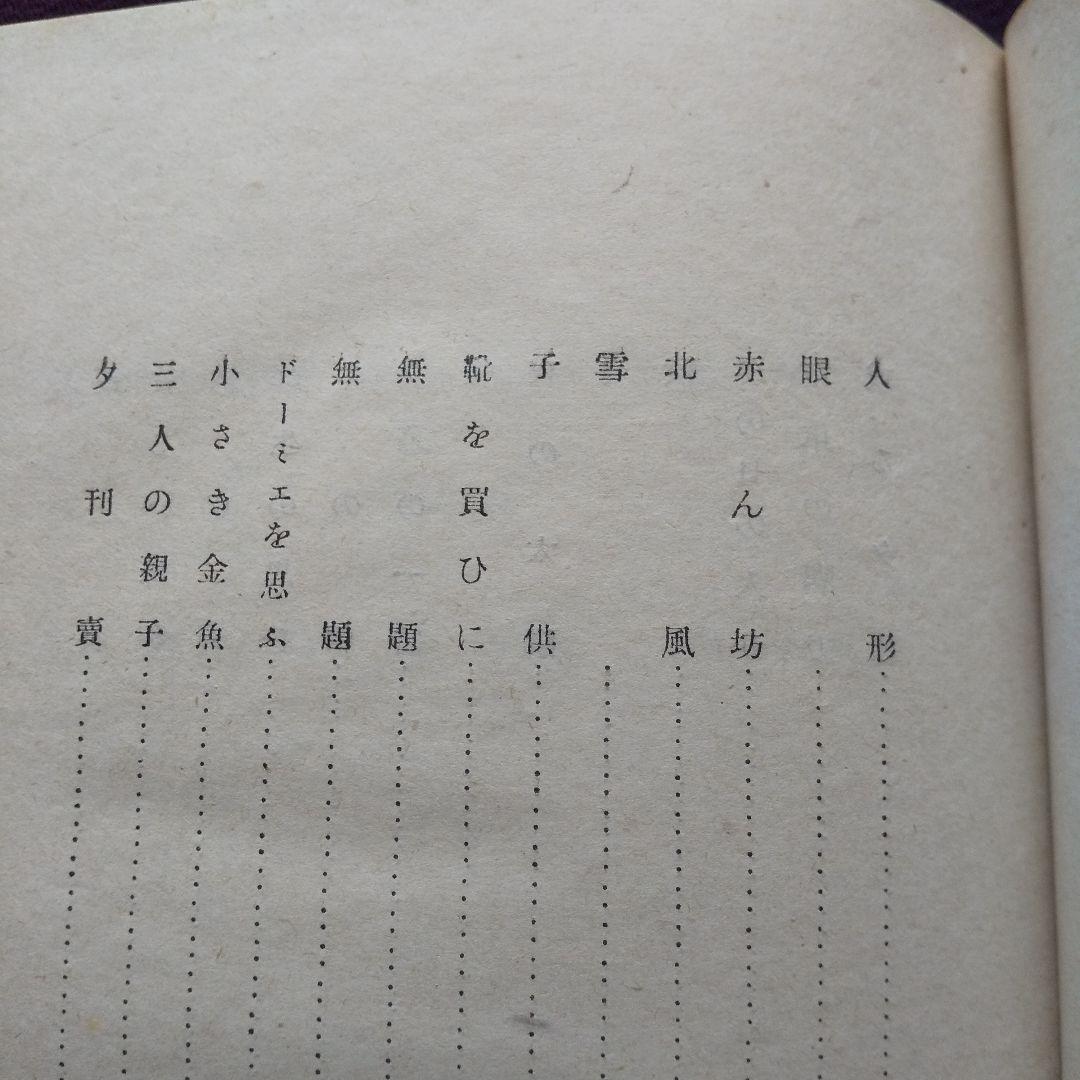 人形
眼
赤ん坊
北風
雪
子供
靴を買ひに
無題
無題
ドーミエを思ふ
小さき金魚
三人の親子
夕刊賣